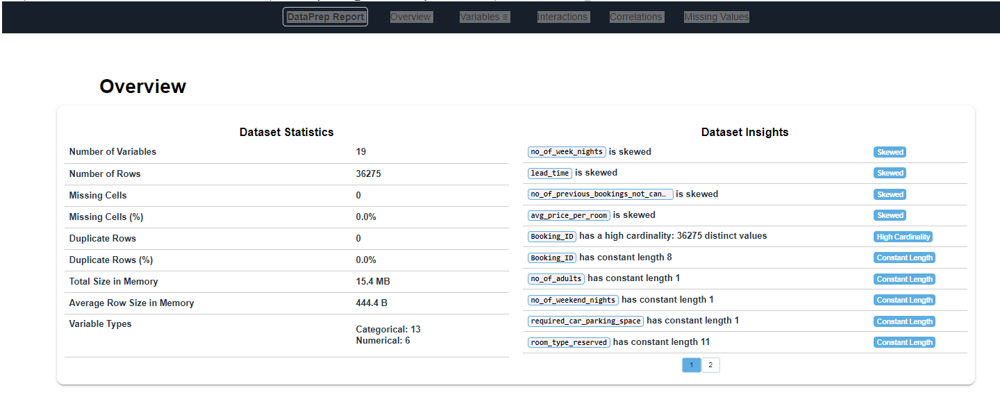 DataPrep Report Overview Variables ≡ Interactions Correlations Missing Values
Overview
Dataset Statistics
Number of Variables 19
Number of Rows 36275
Missing Cells 0
Missing Cells (%) 0.0%
Duplicate Rows 0
Duplicate Rows (%) 0.0%
Total Size in Memory 15.4 MB
Average Row Size in Memory 444.4 B
Variable Types
Categorical: 13
Numerical: 6
Dataset Insights
no_of_week_nights is skewed Skewed
lead_time is skewed Skewed
no_of_previous_bookings_not_can… is skewed Skewed
avg_price_per_room is skewed Skewed
Booking_ID has a high cardinality: 36275 distinct values High Cardinality
Booking_ID has constant length 8 Constant Length
no_of_adults has constant length 1 Constant Length
no_of_weekend_nights has constant length 1 Constant Length
required_car_parking_space has constant length 1 Constant Length
room_type_reserved has constant length 11 Constant Length
1 2